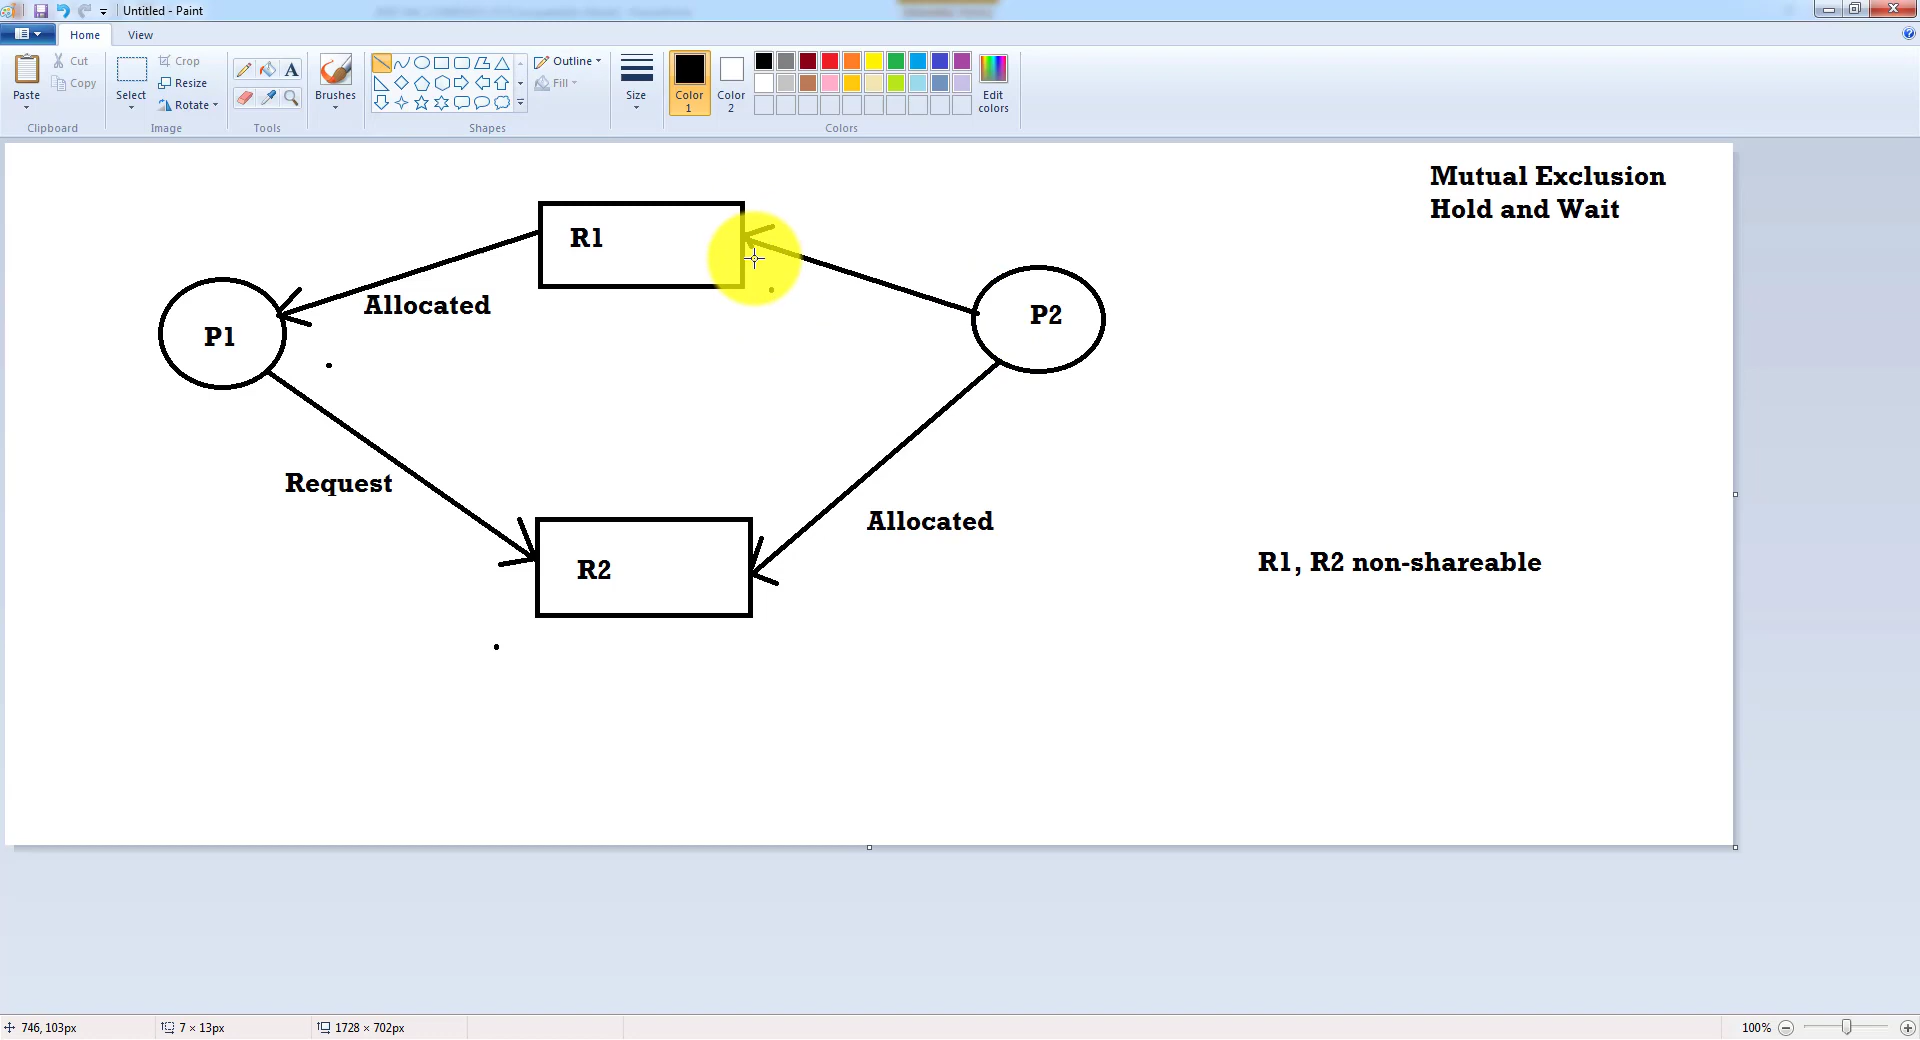 Untitled - Paint
Home
View
Paste
Cut
Copy
Clipboard
Select
Crop
Resize
Rotate
Image
Tools
Brushes
Shapes
Outline
Fill
Size
Color 1
Color 2
Edit colors
Colors
Mutual Exclusion
Hold and Wait
R1
Allocated
P1
P2
Request
Allocated
R2
R1, R2 non-shareable
746, 103px
7 × 13px
1728 × 702px
100%